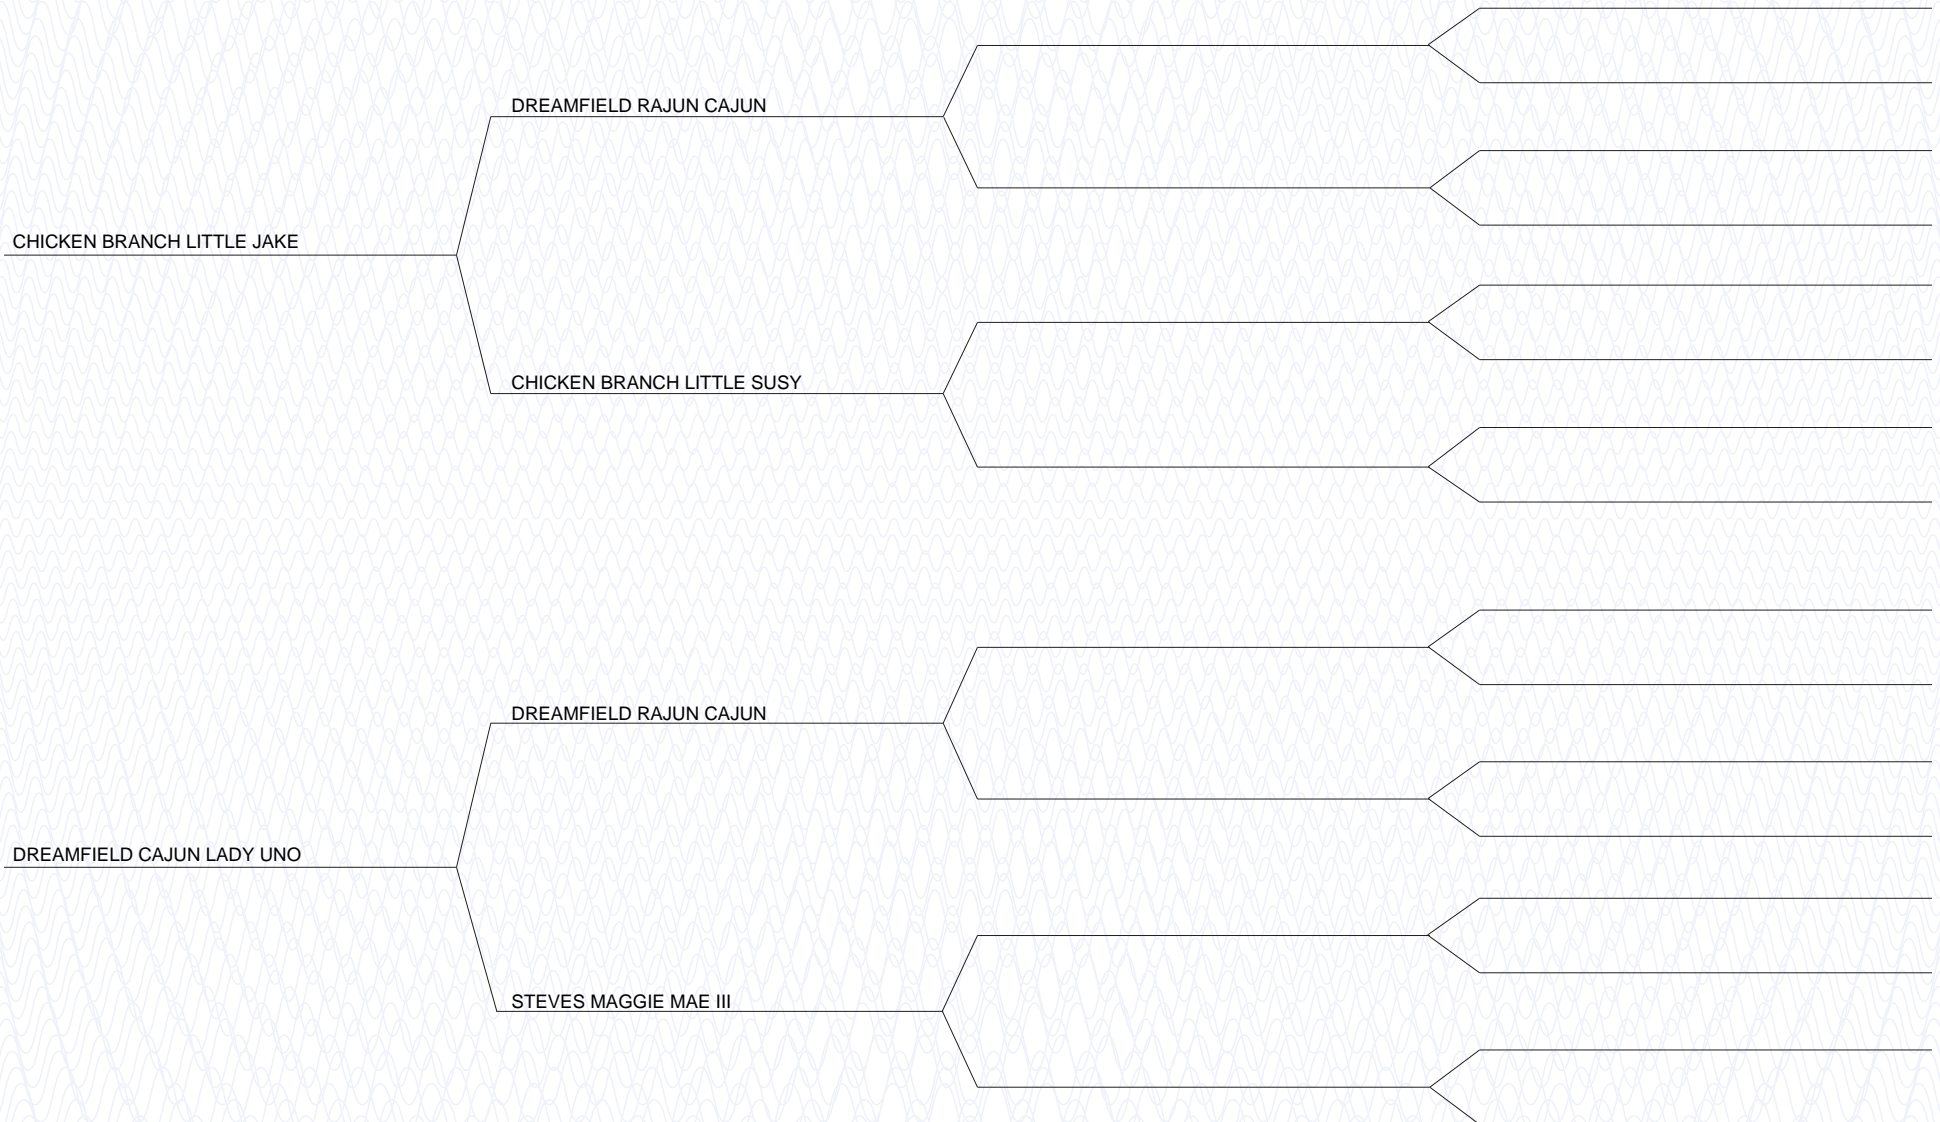 DREAMFIELD RAJUN CAJUN
CHICKEN BRANCH LITTLE JAKE
CHICKEN BRANCH LITTLE SUSY
DREAMFIELD RAJUN CAJUN
DREAMFIELD CAJUN LADY UNO
STEVES MAGGIE MAE III